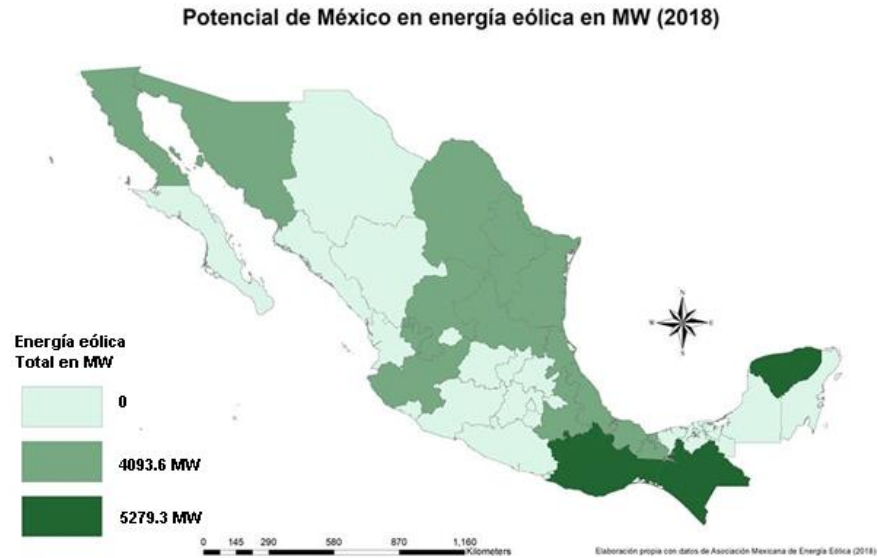 Potencial de México en energía eólica en MW (2018)
N
W E
S
Energía eólica
Total en MW
0
4093.6 MW
5279.3 MW
0 145 290 580 870 1,160
Kilometers
Elaboración propia con datos de Asociación Mexicana de Energía Eólica (2018)